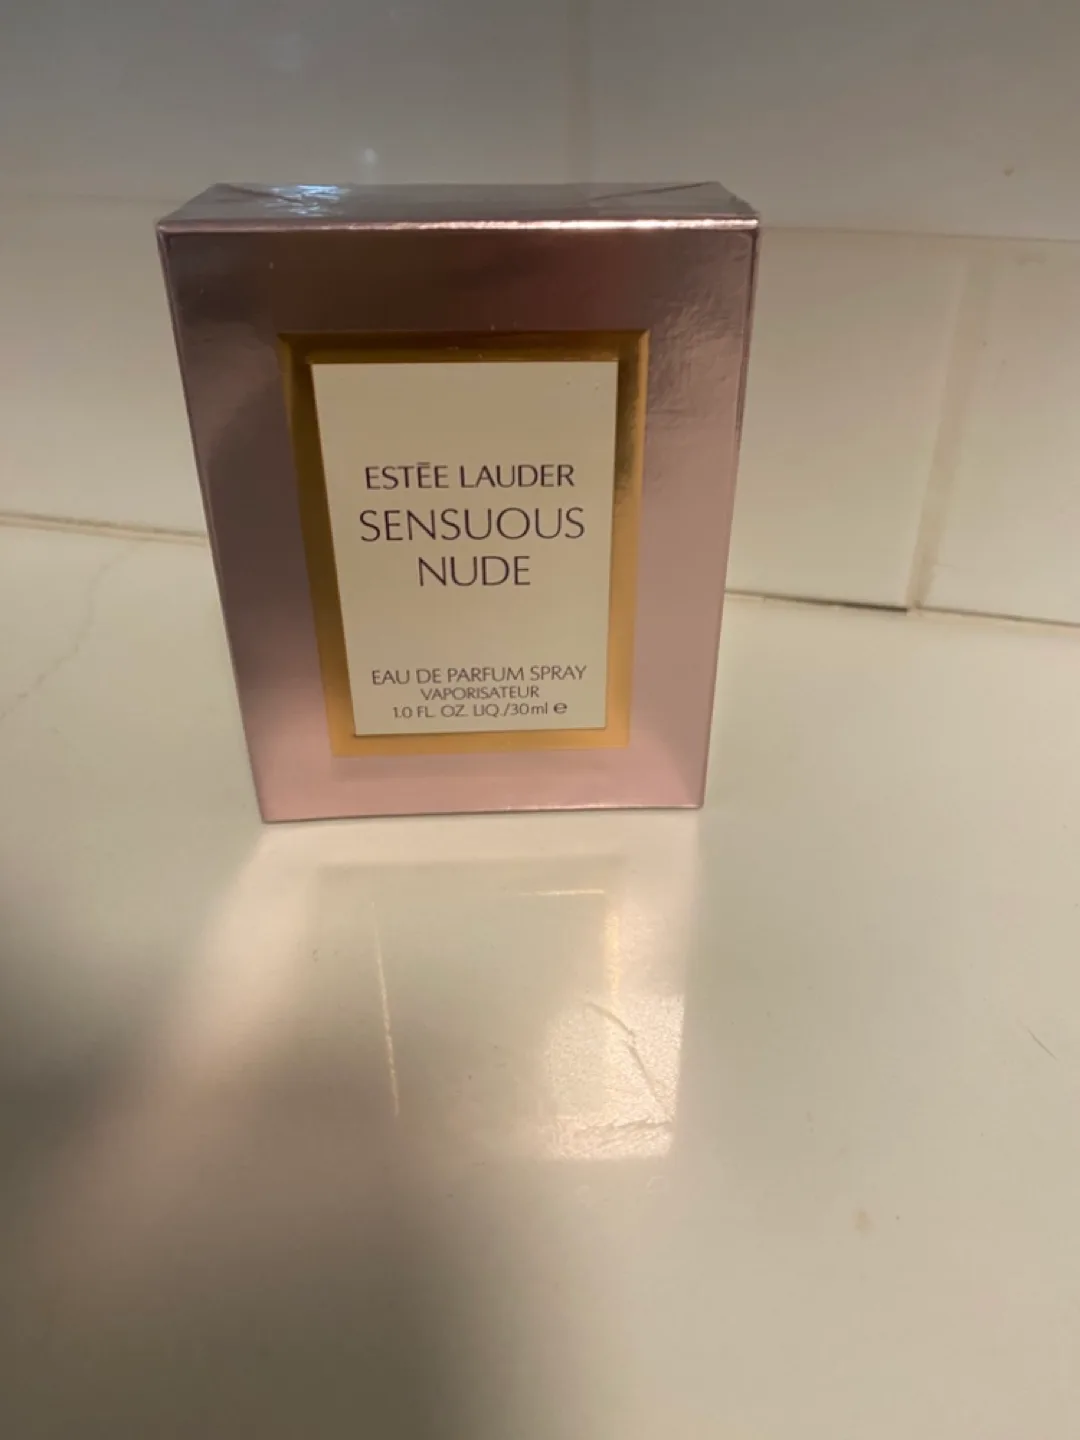 ESTĒE LAUDER
SENSUOUS
NUDE
EAU DE PARFUM SPRAY
VAPORISATEUR
1.0 FL. OZ. LIQ./30ml ℮